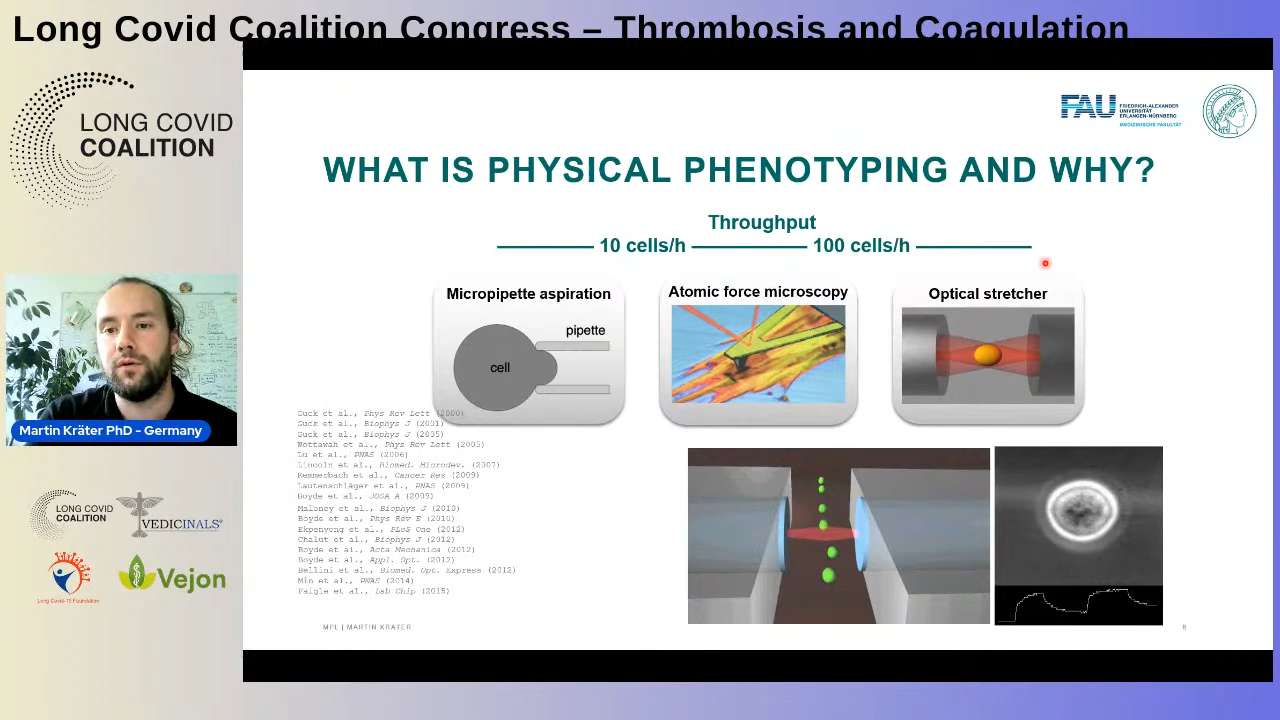 Long Covid Coalition Congress – Thrombosis and Coagulation
LONG COVID
COALITION
FAU
FRIEDRICH-ALEXANDER
UNIVERSITÄT
ERLANGEN-NÜRNBERG
MEDIZINISCHE FAKULTÄT
WHAT IS PHYSICAL PHENOTYPING AND WHY?
Throughput
10 cells/h
100 cells/h
Micropipette aspiration
pipette
cell
Atomic force microscopy
Optical stretcher
Guck et al., Phys Rev Lett (2000)
Guck et al., Biophys J (2001)
Guck et al., Biophys J (2005)
Wottawah et al., Phys Rev Lett (2005)
Lu et al., PNAS (2006)
Lincoln et al., Biomed. Microdev. (2007)
Remmerbach et al., Cancer Res (2009)
Lautenschläger et al., PNAS (2009)
Boyde et al., JOSA A (2009)
Maloney et al., Biophys J (2010)
Boyde et al., Phys Rev E (2010)
Ekpenyong et al., PLoS One (2012)
Chalut et al., Biophys J (2012)
Boyde et al., Acta Mechanica (2012)
Boyde et al., Appl. Opt. (2012)
Bellini et al., Biomed. Opt. Express (2012)
Min et al., PNAS (2014)
Faigle et al., Lab Chip (2015)
MPL | MARTIN KRÄTER
6
Martin Kräter PhD - Germany
LONG COVID
COALITION
VEDICINALS®
Long Covid-19 Foundation
Vejon